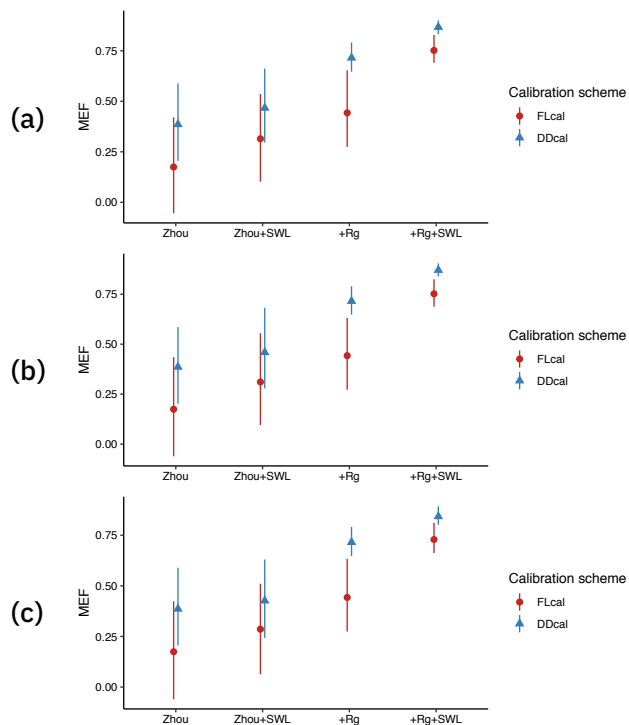 (a)
MEF
0.75
0.50
0.25
0.00
Zhou Zhou+SWL +Rg +Rg+SWL
Calibration scheme
FLcal
DDcal
(b)
MEF
0.75
0.50
0.25
0.00
Zhou Zhou+SWL +Rg +Rg+SWL
Calibration scheme
FLcal
DDcal
(c)
MEF
0.75
0.50
0.25
0.00
Zhou Zhou+SWL +Rg +Rg+SWL
Calibration scheme
FLcal
DDcal